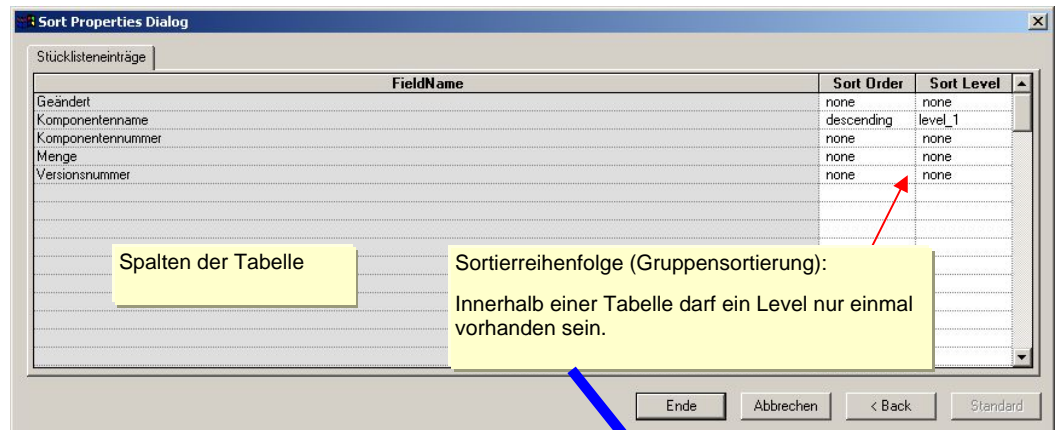 Sort Properties Dialog
Stücklisteneinträge
FieldName Sort Order Sort Level
Geändert none none
Komponentenname descending level_1
Komponentennummer none none
Menge none none
Versionsnummer none none
Spalten der Tabelle
Sortierreihenfolge (Gruppensortierung):
Innerhalb einer Tabelle darf ein Level nur einmal
vorhanden sein.
Ende Abbrechen < Back Standard